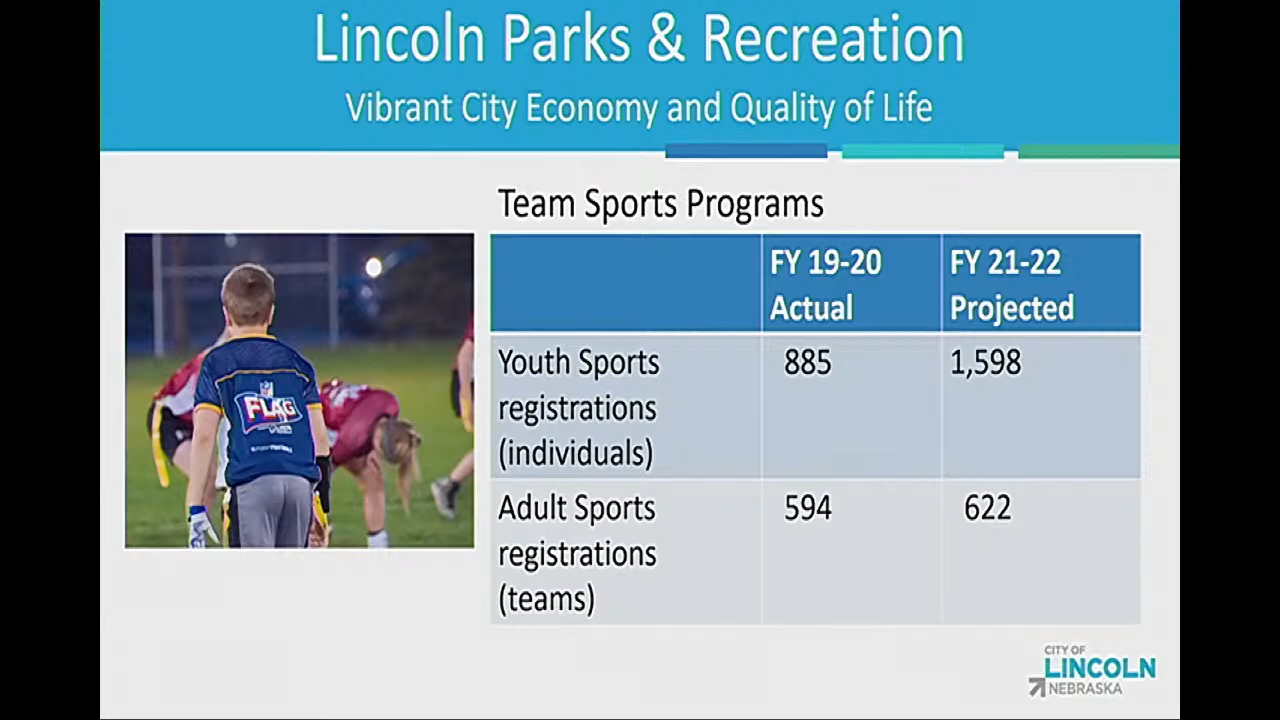 Lincoln Parks & Recreation
Vibrant City Economy and Quality of Life
Team Sports Programs
FY 19-20 Actual
FY 21-22 Projected
Youth Sports registrations (individuals)
885
1,598
Adult Sports registrations (teams)
594
622
FLAG
CITY OF
LINCOLN
NEBRASKA